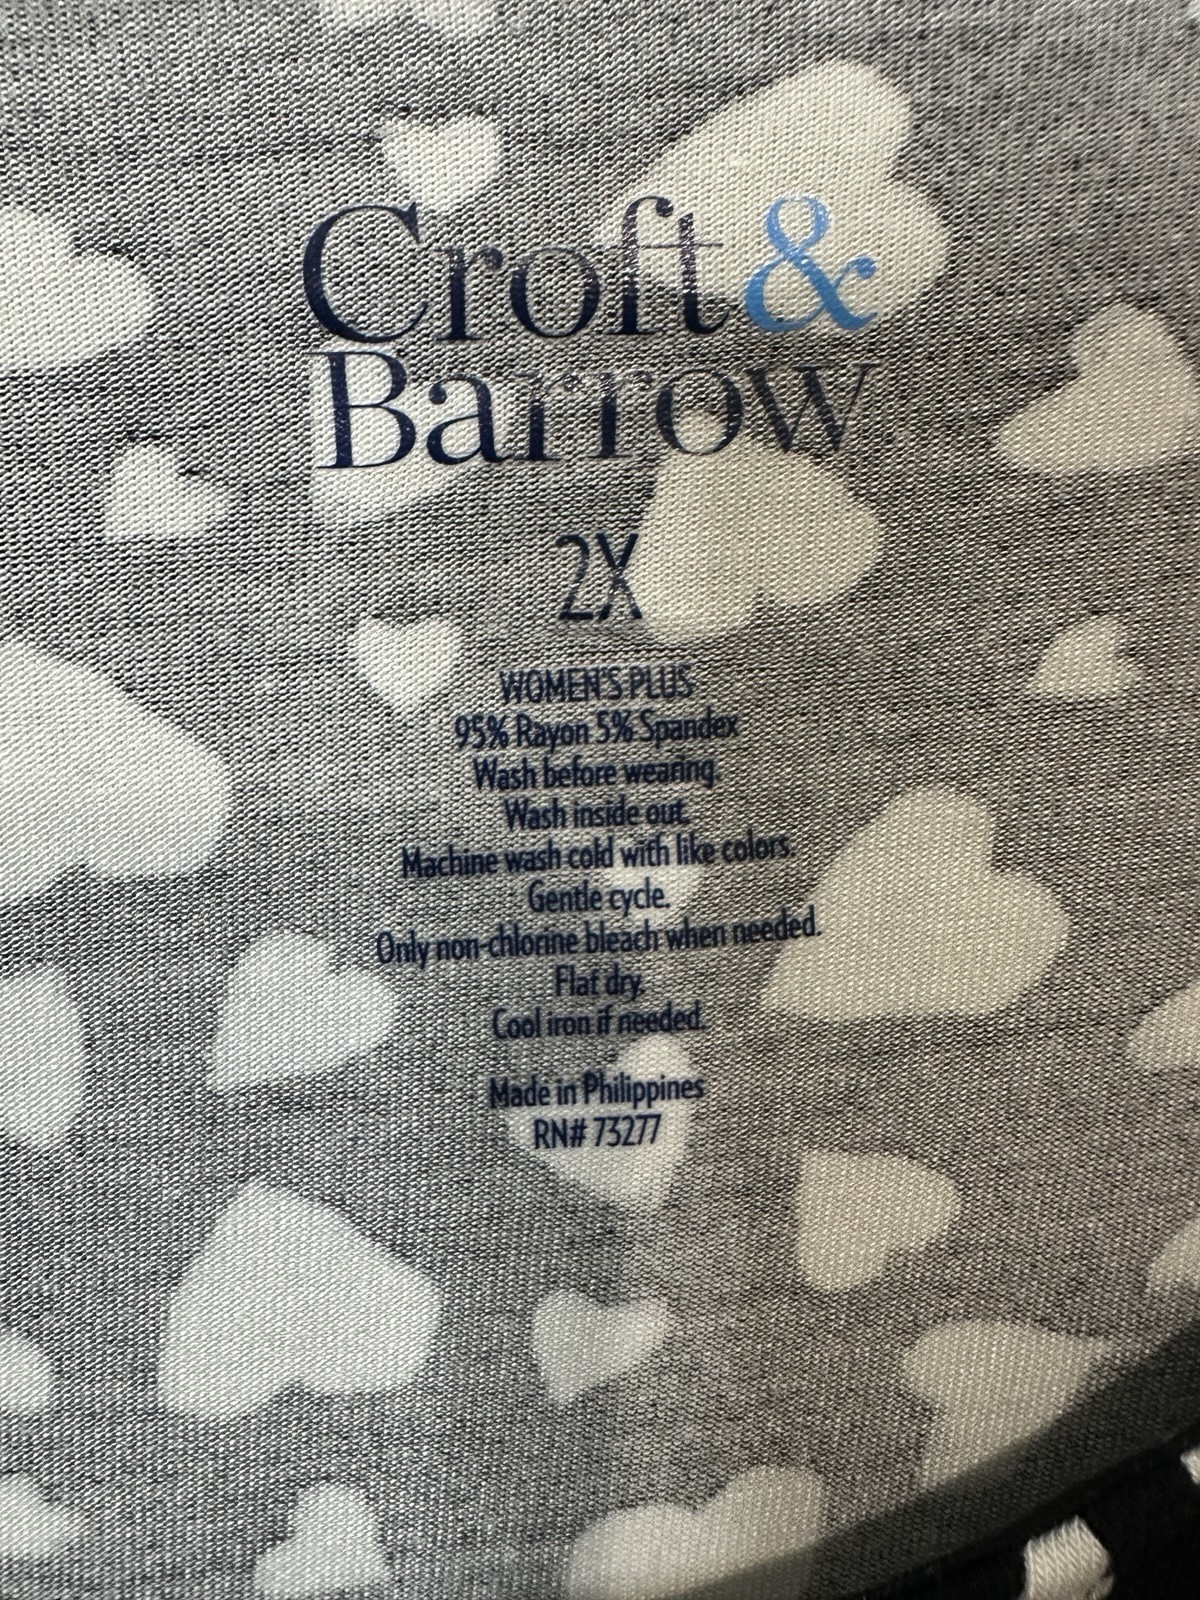 Croft &
Barrow
2X
WOMEN'S PLUS
95% Rayon 5% Spandex
Wash before wearing.
Wash inside out.
Machine wash cold with like colors.
Gentle cycle.
Only non-chlorine bleach when needed.
Flat dry.
Cool iron if needed.
Made in Philippines
RN# 73277